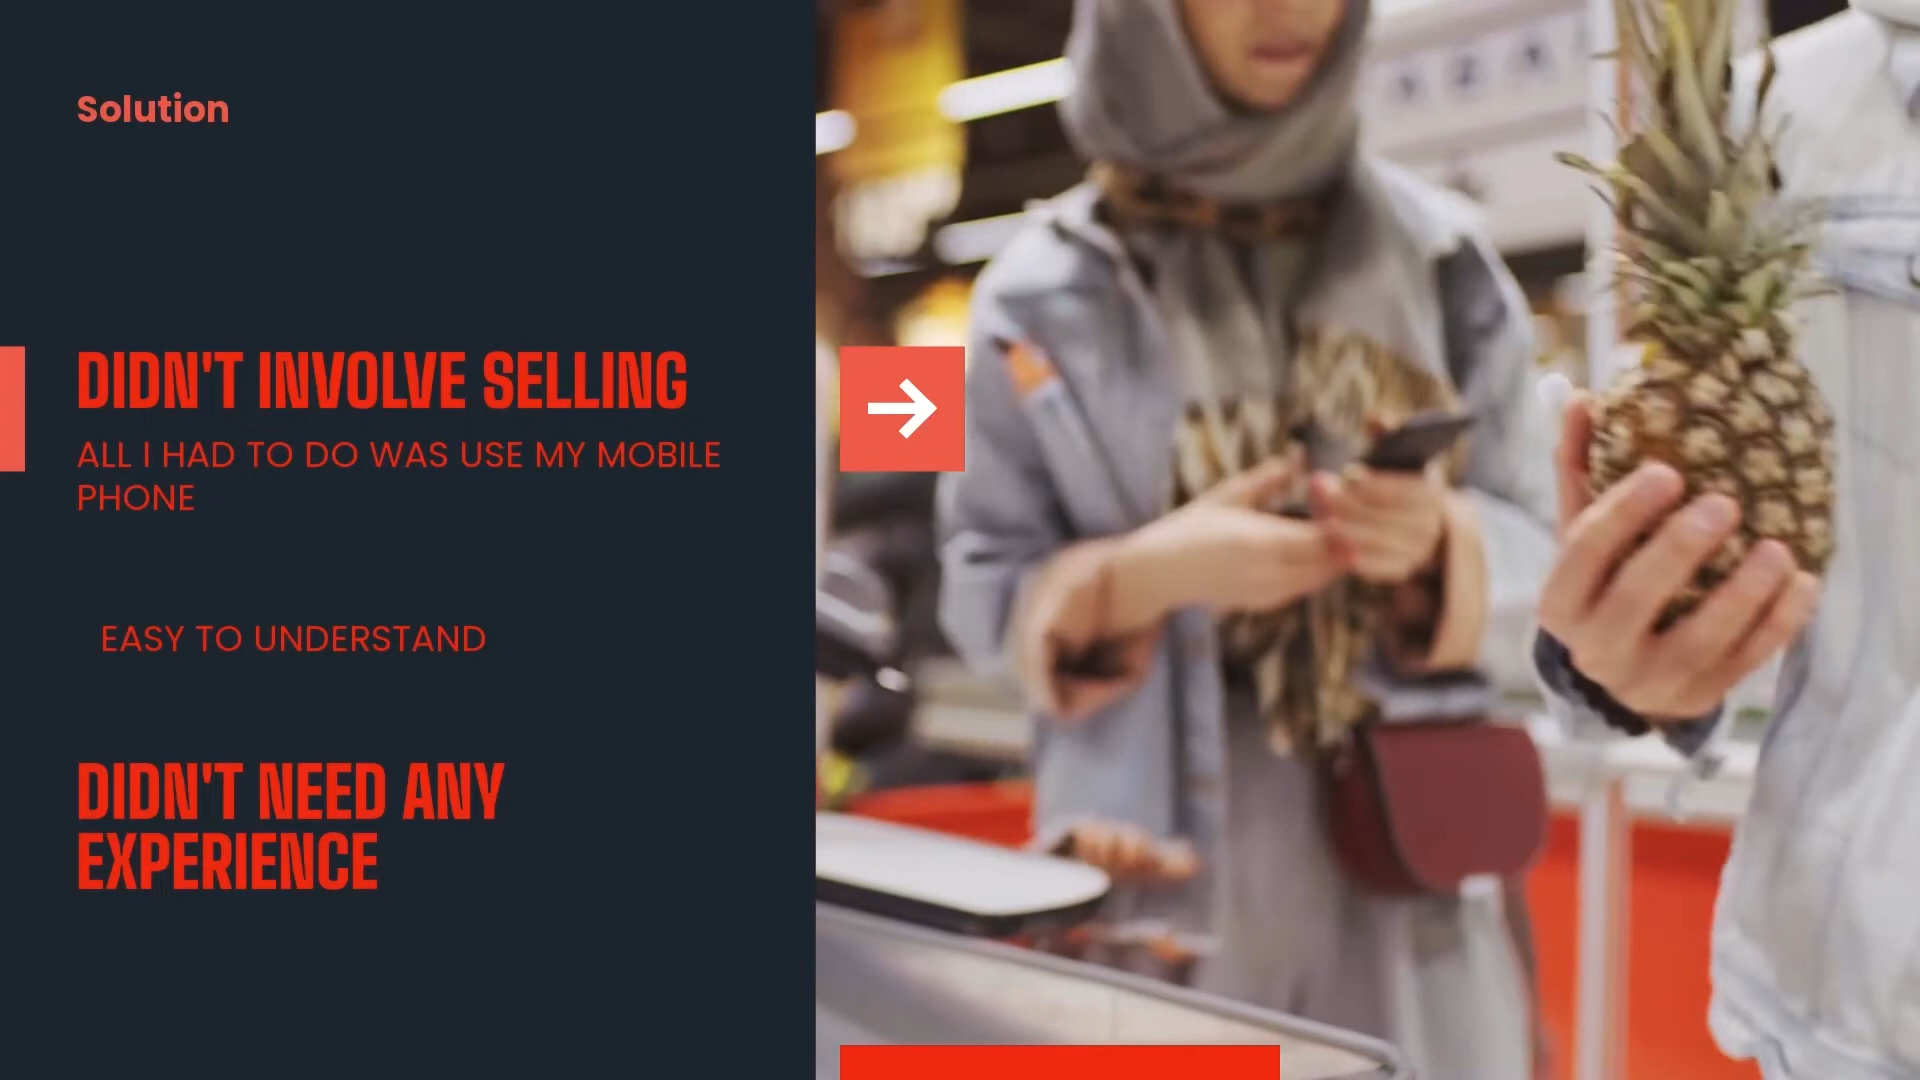 Solution
DIDN'T INVOLVE SELLING
ALL I HAD TO DO WAS USE MY MOBILE
PHONE
EASY TO UNDERSTAND
DIDN'T NEED ANY
EXPERIENCE